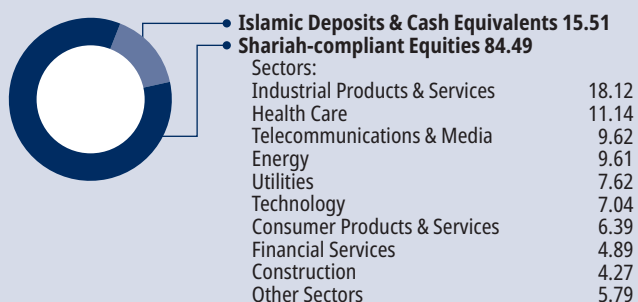 Islamic Deposits & Cash Equivalents 15.51
Shariah-compliant Equities 84.49
Sectors:
Industrial Products & Services 18.12
Health Care 11.14
Telecommunications & Media 9.62
Energy 9.61
Utilities 7.62
Technology 7.04
Consumer Products & Services 6.39
Financial Services 4.89
Construction 4.27
Other Sectors 5.79